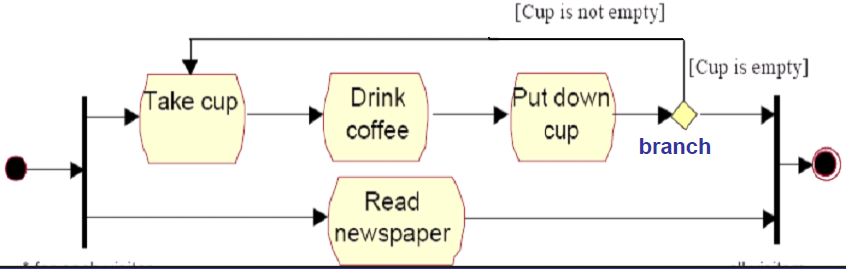 [Cup is not empty]
[Cup is empty]
Take cup
Drink
coffee
Put down
cup
branch
Read
newspaper